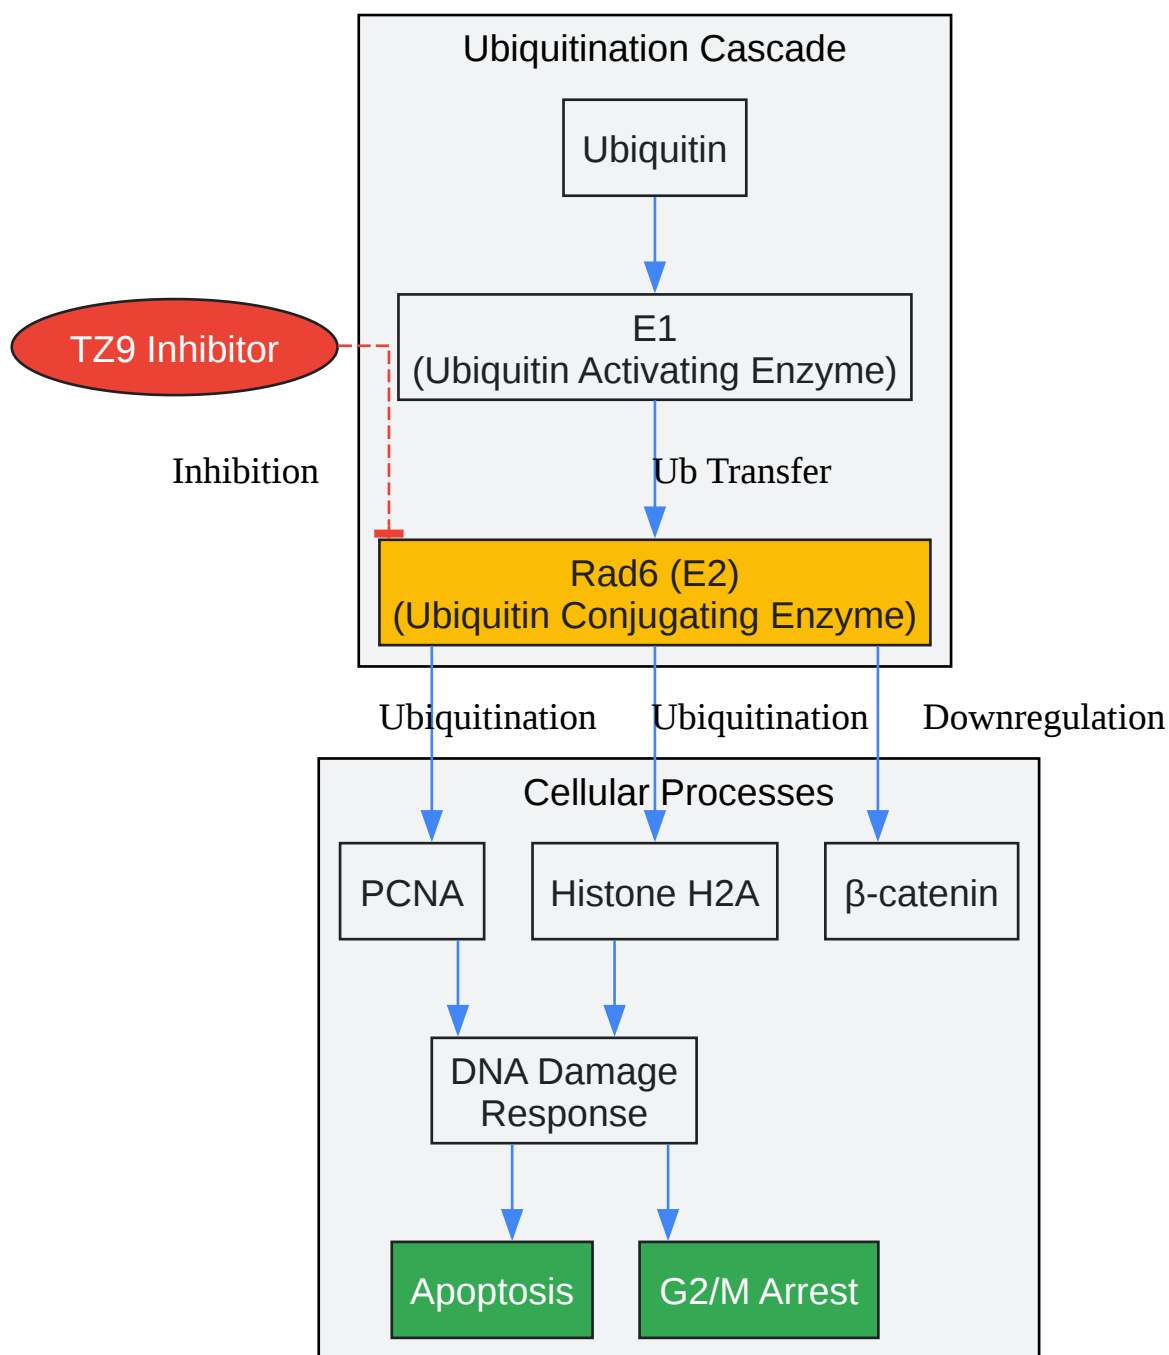 Ubiquitination Cascade
Ubiquitin
E1
(Ubiquitin Activating Enzyme)
TZ9 Inhibitor
Inhibition
Ub Transfer
Rad6 (E2)
(Ubiquitin Conjugating Enzyme)
Ubiquitination
Ubiquitination
Downregulation
Cellular Processes
PCNA
Histone H2A
β-catenin
DNA Damage
Response
Apoptosis
G2/M Arrest